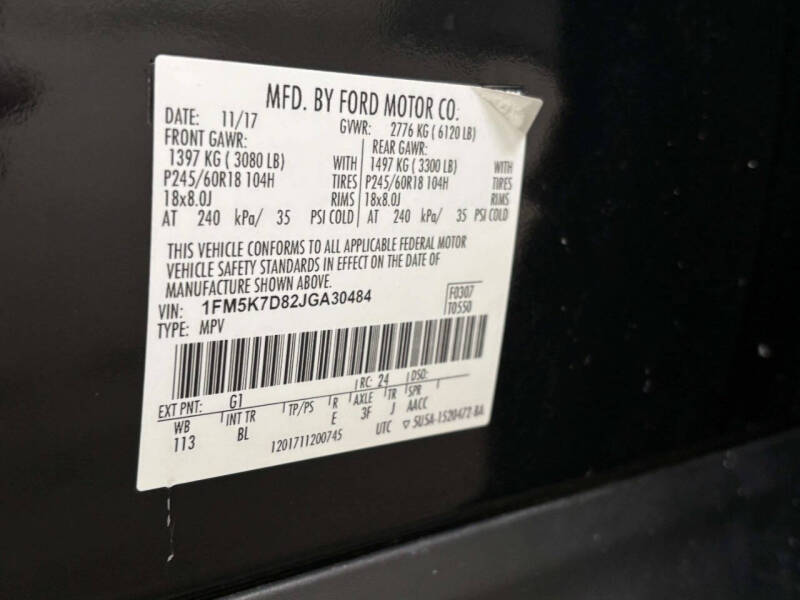 MFD. BY FORD MOTOR CO.
DATE: 11/17 GVWR: 2776 KG ( 6120 LB)
FRONT GAWR: REAR GAWR:
1397 KG ( 3080 LB) WITH 1497 KG ( 3300 LB) WITH
P245/60R18 104H TIRES P245/60R18 104H TIRES
18x8.0J RIMS 18x8.0J RIMS
AT 240 kPa/ 35 PSI COLD AT 240 kPa/ 35 PSI COLD
THIS VEHICLE CONFORMS TO ALL APPLICABLE FEDERAL MOTOR
VEHICLE SAFETY STANDARDS IN EFFECT ON THE DATE OF
MANUFACTURE SHOWN ABOVE.
VIN: 1FM5K7D82JGA30484 F0307
TYPE: MPV T0550
EXT PNT: G1 RC: 24 DSO:
WB INT TR TP/PS R AXLE TR SPR
113 BL E 3F J AACC
1201711200745 UTC ▽ 5U5A-1520472-BA